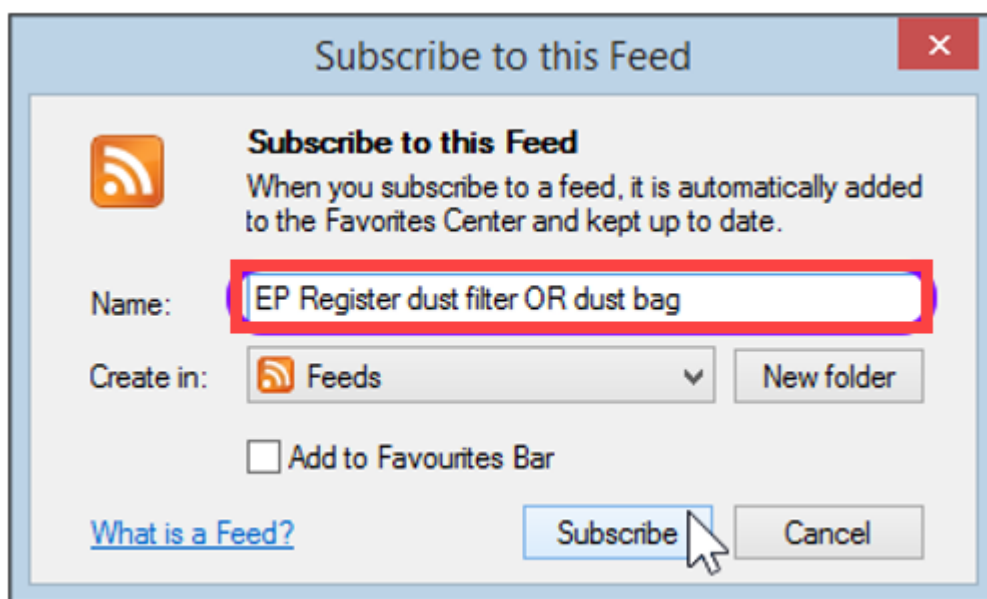 Subscribe to this Feed
Subscribe to this Feed
When you subscribe to a feed, it is automatically added
to the Favorites Center and kept up to date.
Name: EP Register dust filter OR dust bag
Create in: Feeds New folder
Add to Favourites Bar
What is a Feed? Subscribe Cancel